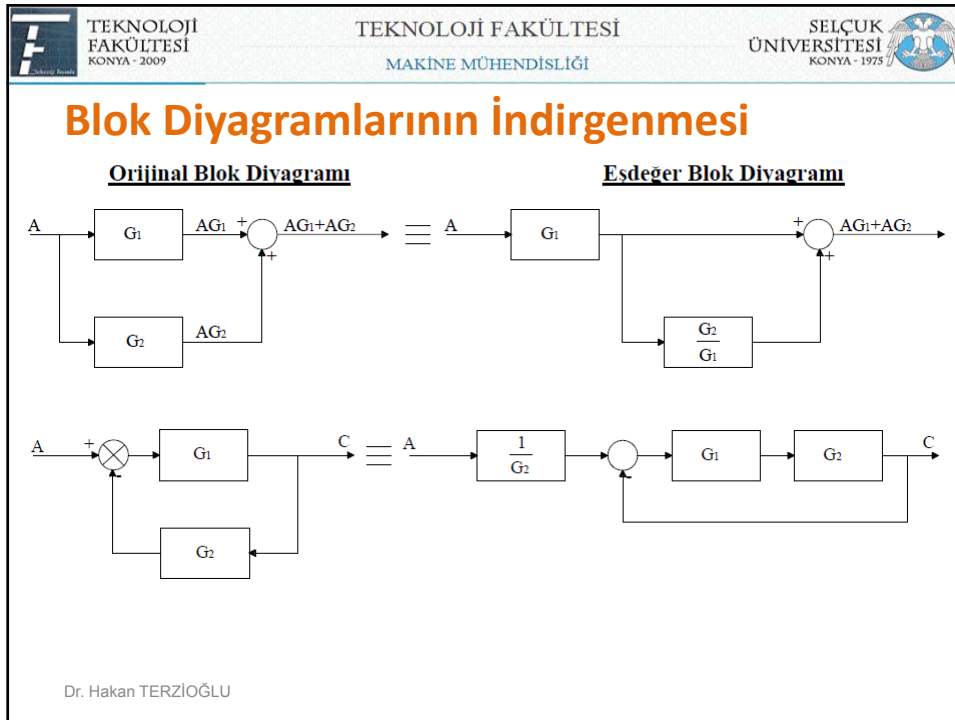 TEKNOLOJİ
FAKÜLTESİ
KONYA - 2009
TEKNOLOJİ FAKÜLTESİ
MAKİNE MÜHENDİSLİĞİ
SELÇUK
ÜNİVERSİTESİ
KONYA - 1975
Blok Diyagramlarının İndirgenmesi
Orijinal Blok Diyagramı
Eşdeğer Blok Diyagramı
A
G1
AG1
+
AG1+AG2
+
G2
AG2
A
G1
+
AG1+AG2
+
G2
G1
A
+
-
G1
C
G2
A
1
G2
-
G1
G2
C
Dr. Hakan TERZİOĞLU